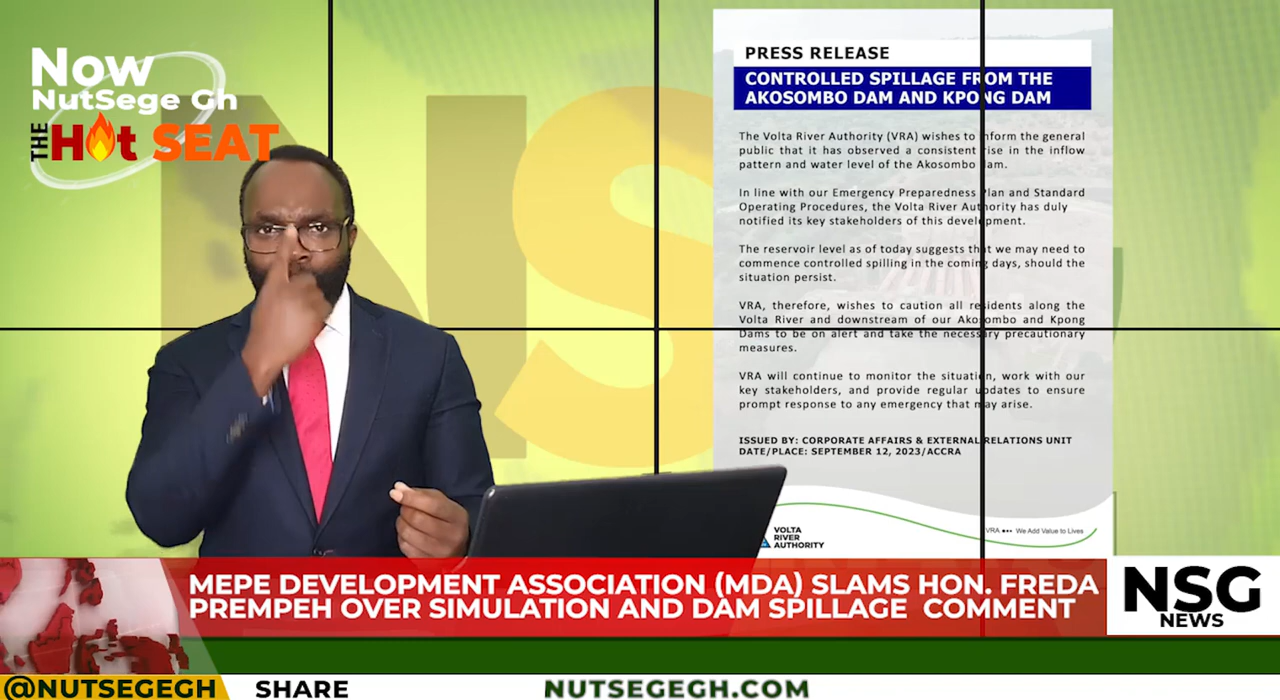 Now
NutSege Gh
THE HOt SEAT
NS
PRESS RELEASE
CONTROLLED SPILLAGE FROM THE
AKOSOMBO DAM AND KPONG DAM
The Volta River Authority (VRA) wishes to inform the general
public that it has observed a consistent rise in the inflow
pattern and water level of the Akosombo Dam.
In line with our Emergency Preparedness Plan and Standard
Operating Procedures, the Volta River Authority has duly
notified its key stakeholders of this development.
The reservoir level as of today suggests that we may need to
commence controlled spilling in the coming days, should the
situation persist.
VRA, therefore, wishes to caution all residents along the
Volta River and downstream of our Akosombo and Kpong
Dams to be on alert and take the necessary precautionary
measures.
VRA will continue to monitor the situation, work with our
key stakeholders, and provide regular updates to ensure
prompt response to any emergency that may arise.
ISSUED BY: CORPORATE AFFAIRS & EXTERNAL RELATIONS UNIT
DATE/PLACE: SEPTEMBER 12, 2023/ACCRA
VOLTA
RIVER
AUTHORITY
VRA ••• We Add Value to Lives
MEPE DEVELOPMENT ASSOCIATION (MDA) SLAMS HON. FREDA
PREMPEH OVER SIMULATION AND DAM SPILLAGE COMMENT
NSG
NEWS
@NUTSEGEGH
SHARE
NUTSEGEGH.COM